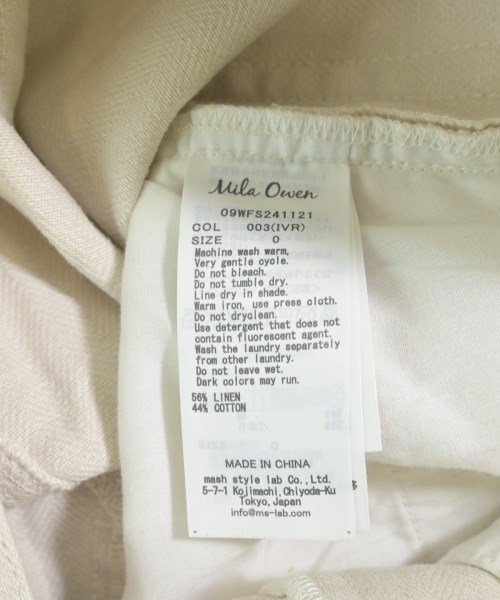 Mila Owen
09WFS241121
COL 003(IVR)
SIZE 0
Machine wash warm,
Very gentle cycle.
Do not bleach.
Do not tumble dry.
Line dry in shade.
Warm iron, use press cloth.
Do not dryclean.
Use detergent that does not
contain fluorescent agent.
Wash the laundry separately
from other laundry.
Do not leave wet.
Dark colors may run.
56% LINEN
44% COTTON
MADE IN CHINA
mash style lab Co.,Ltd.
5-7-1 Kojimachi,Chiyoda-Ku
Tokyo,Japan
info@ms-lab.com